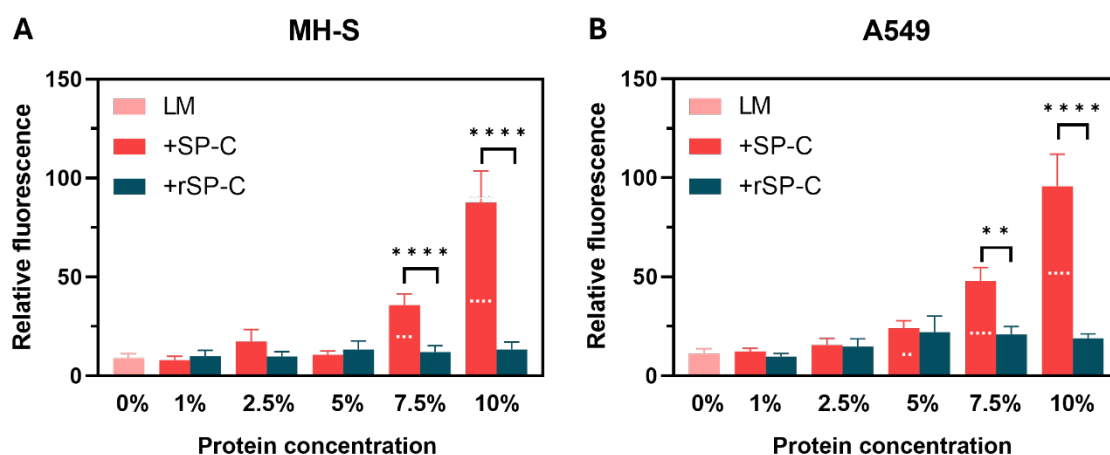 A
MH-S
150
100
50
0
Relative fluorescence
LM
+SP-C
+rSP-C
****
****
0% 1% 2.5% 5% 7.5% 10%
Protein concentration
B
A549
150
100
50
0
Relative fluorescence
LM
+SP-C
+rSP-C
**
****
0% 1% 2.5% 5% 7.5% 10%
Protein concentration